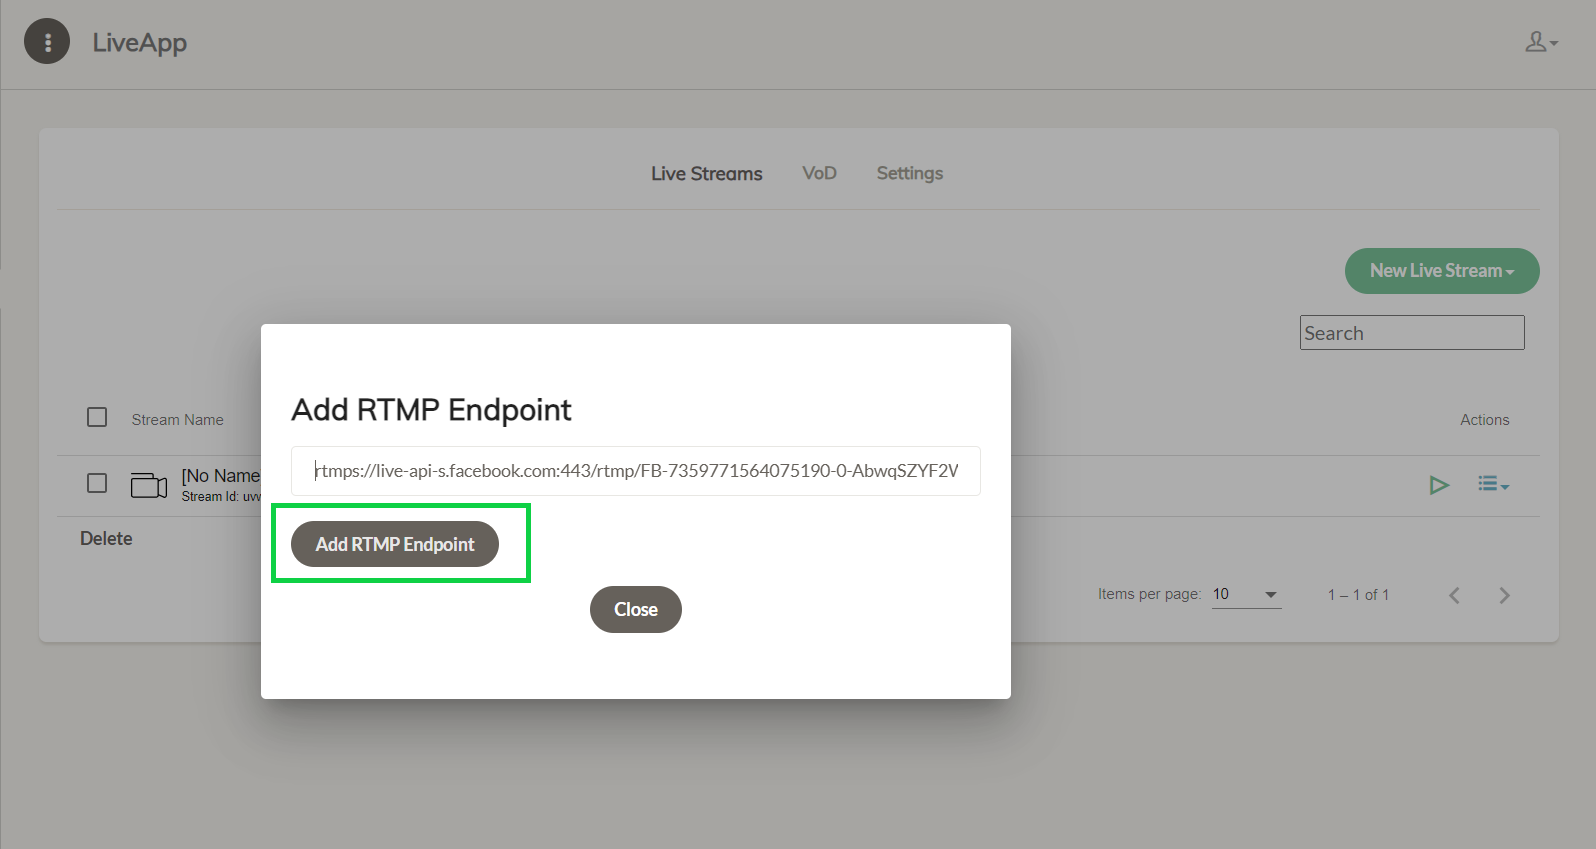 LiveApp
Live Streams VoD Settings
New Live Stream
Search
Add RTMP Endpoint
Stream Name Actions
rtmps://live-api-s.facebook.com:443/rtmp/FB-7359771564075190-0-AbwqSZYF2
[No Name
Stream Id:
Delete
Add RTMP Endpoint
Items per page: 10 1 – 1 of 1
Close